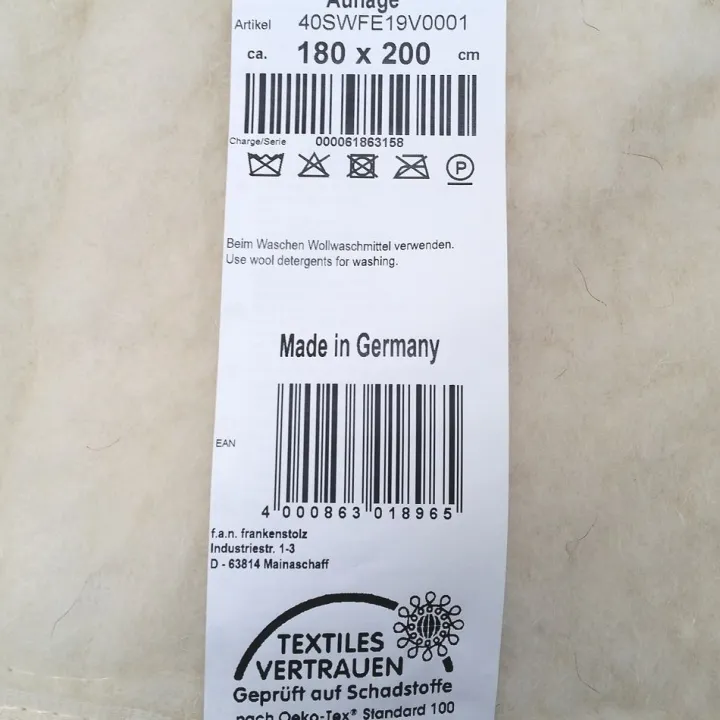 Auflage
Artikel 40SWFE19V0001
ca. 180 x 200 cm
Charge/Serie 000061863158
P
Beim Waschen Wollwaschmittel verwenden.
Use wool detergents for washing.
Made in Germany
EAN
4 000863 018965
f.a.n. frankenstolz
Industriestr. 1-3
D - 63814 Mainaschaff
TEXTILES
VERTRAUEN
Geprüft auf Schadstoffe
nach Oeko-Tex® Standard 100